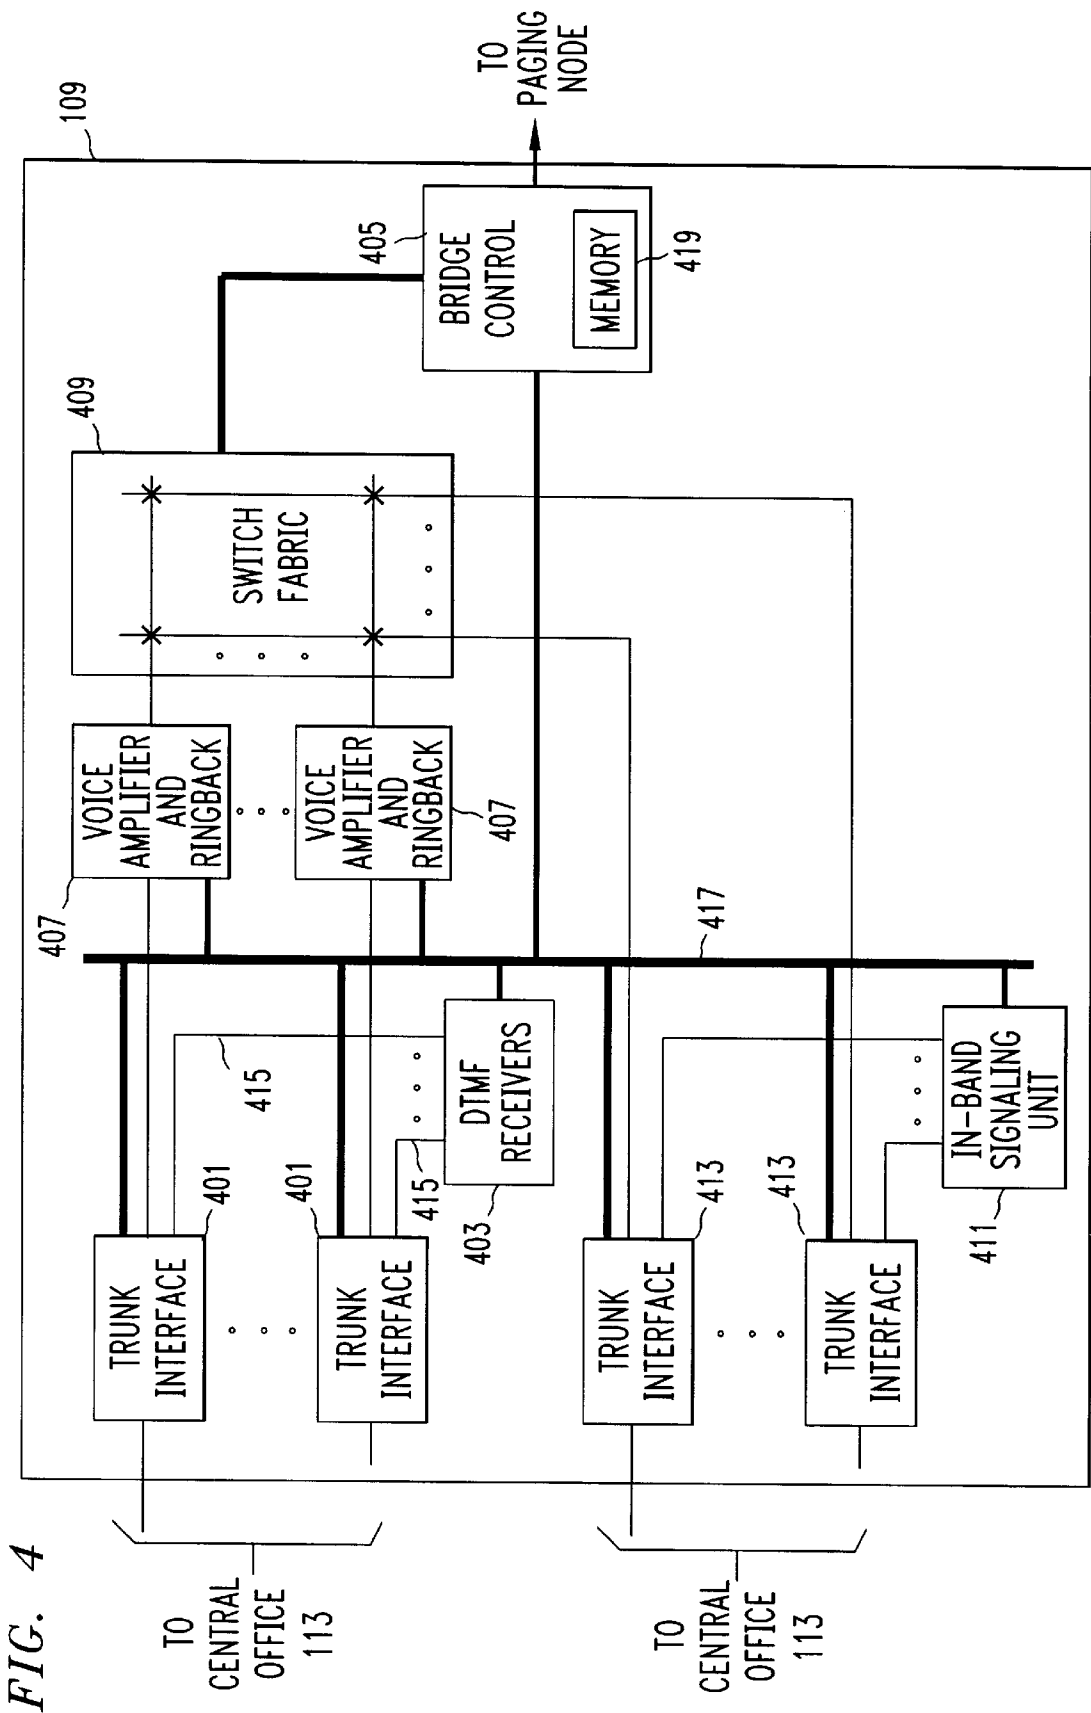 FIG. 4
109
TO
CENTRAL
OFFICE
113
TO
CENTRAL
OFFICE
113
TRUNK
INTERFACE
401
TRUNK
INTERFACE
401
TRUNK
INTERFACE
413
TRUNK
INTERFACE
413
415
415
DTMF
RECEIVERS
403
IN-BAND
SIGNALING
UNIT
411
417
407
VOICE
AMPLIFIER
AND
RINGBACK
VOICE
AMPLIFIER
AND
RINGBACK
407
409
SWITCH
FABRIC
405
BRIDGE
CONTROL
MEMORY
419
TO
PAGING
NODE